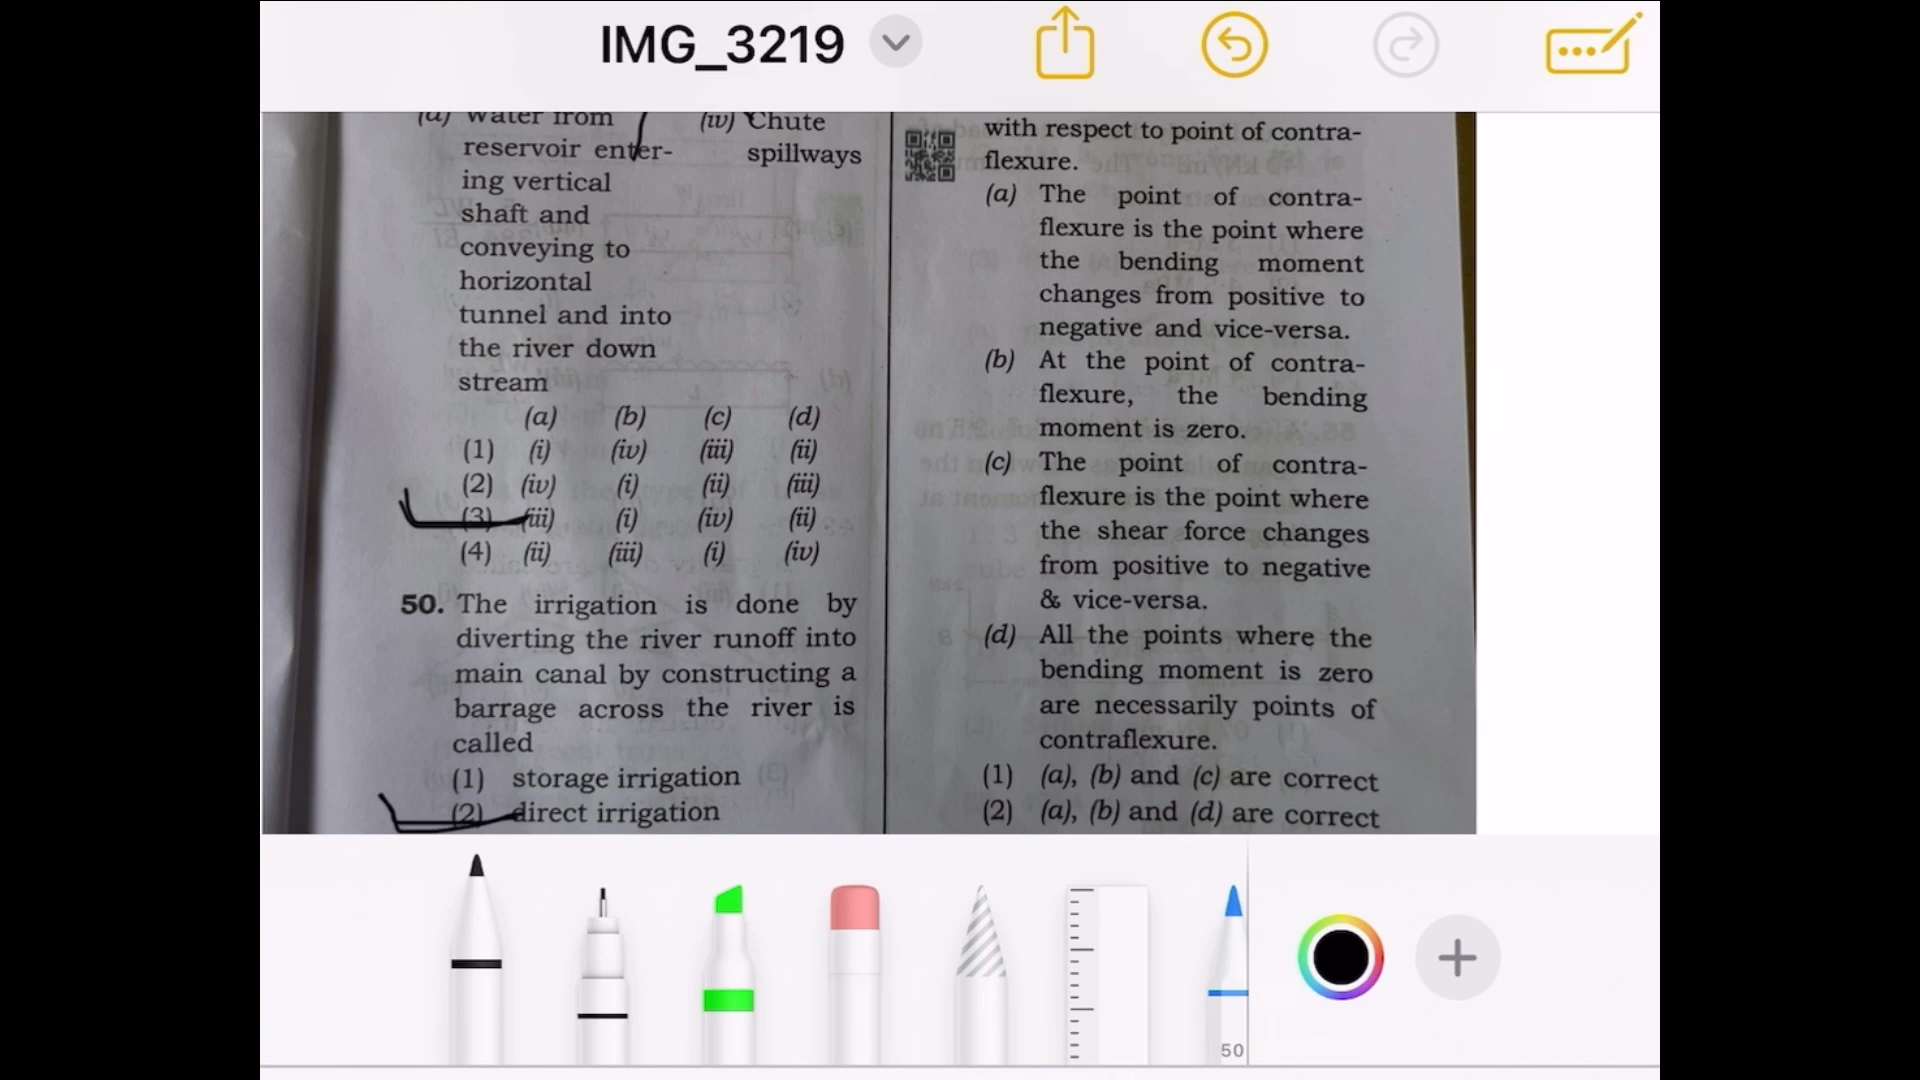 IMG_3219
(d) Water from
reservoir enter-
ing vertical
shaft and
conveying to
horizontal
tunnel and into
the river down
stream
(iv) Chute
spillways
(a) (b) (c) (d)
(1) (i) (iv) (iii) (ii)
(2) (iv) (i) (ii) (iii)
(3) (iii) (i) (iv) (ii)
(4) (ii) (iii) (i) (iv)
50. The irrigation is done by
diverting the river runoff into
main canal by constructing a
barrage across the river is
called
(1) storage irrigation
(2) direct irrigation
with respect to point of contra-
flexure.
(a) The point of contra-
flexure is the point where
the bending moment
changes from positive to
negative and vice-versa.
(b) At the point of contra-
flexure, the bending
moment is zero.
(c) The point of contra-
flexure is the point where
the shear force changes
from positive to negative
& vice-versa.
(d) All the points where the
bending moment is zero
are necessarily points of
contraflexure.
(1) (a), (b) and (c) are correct
(2) (a), (b) and (d) are correct
50